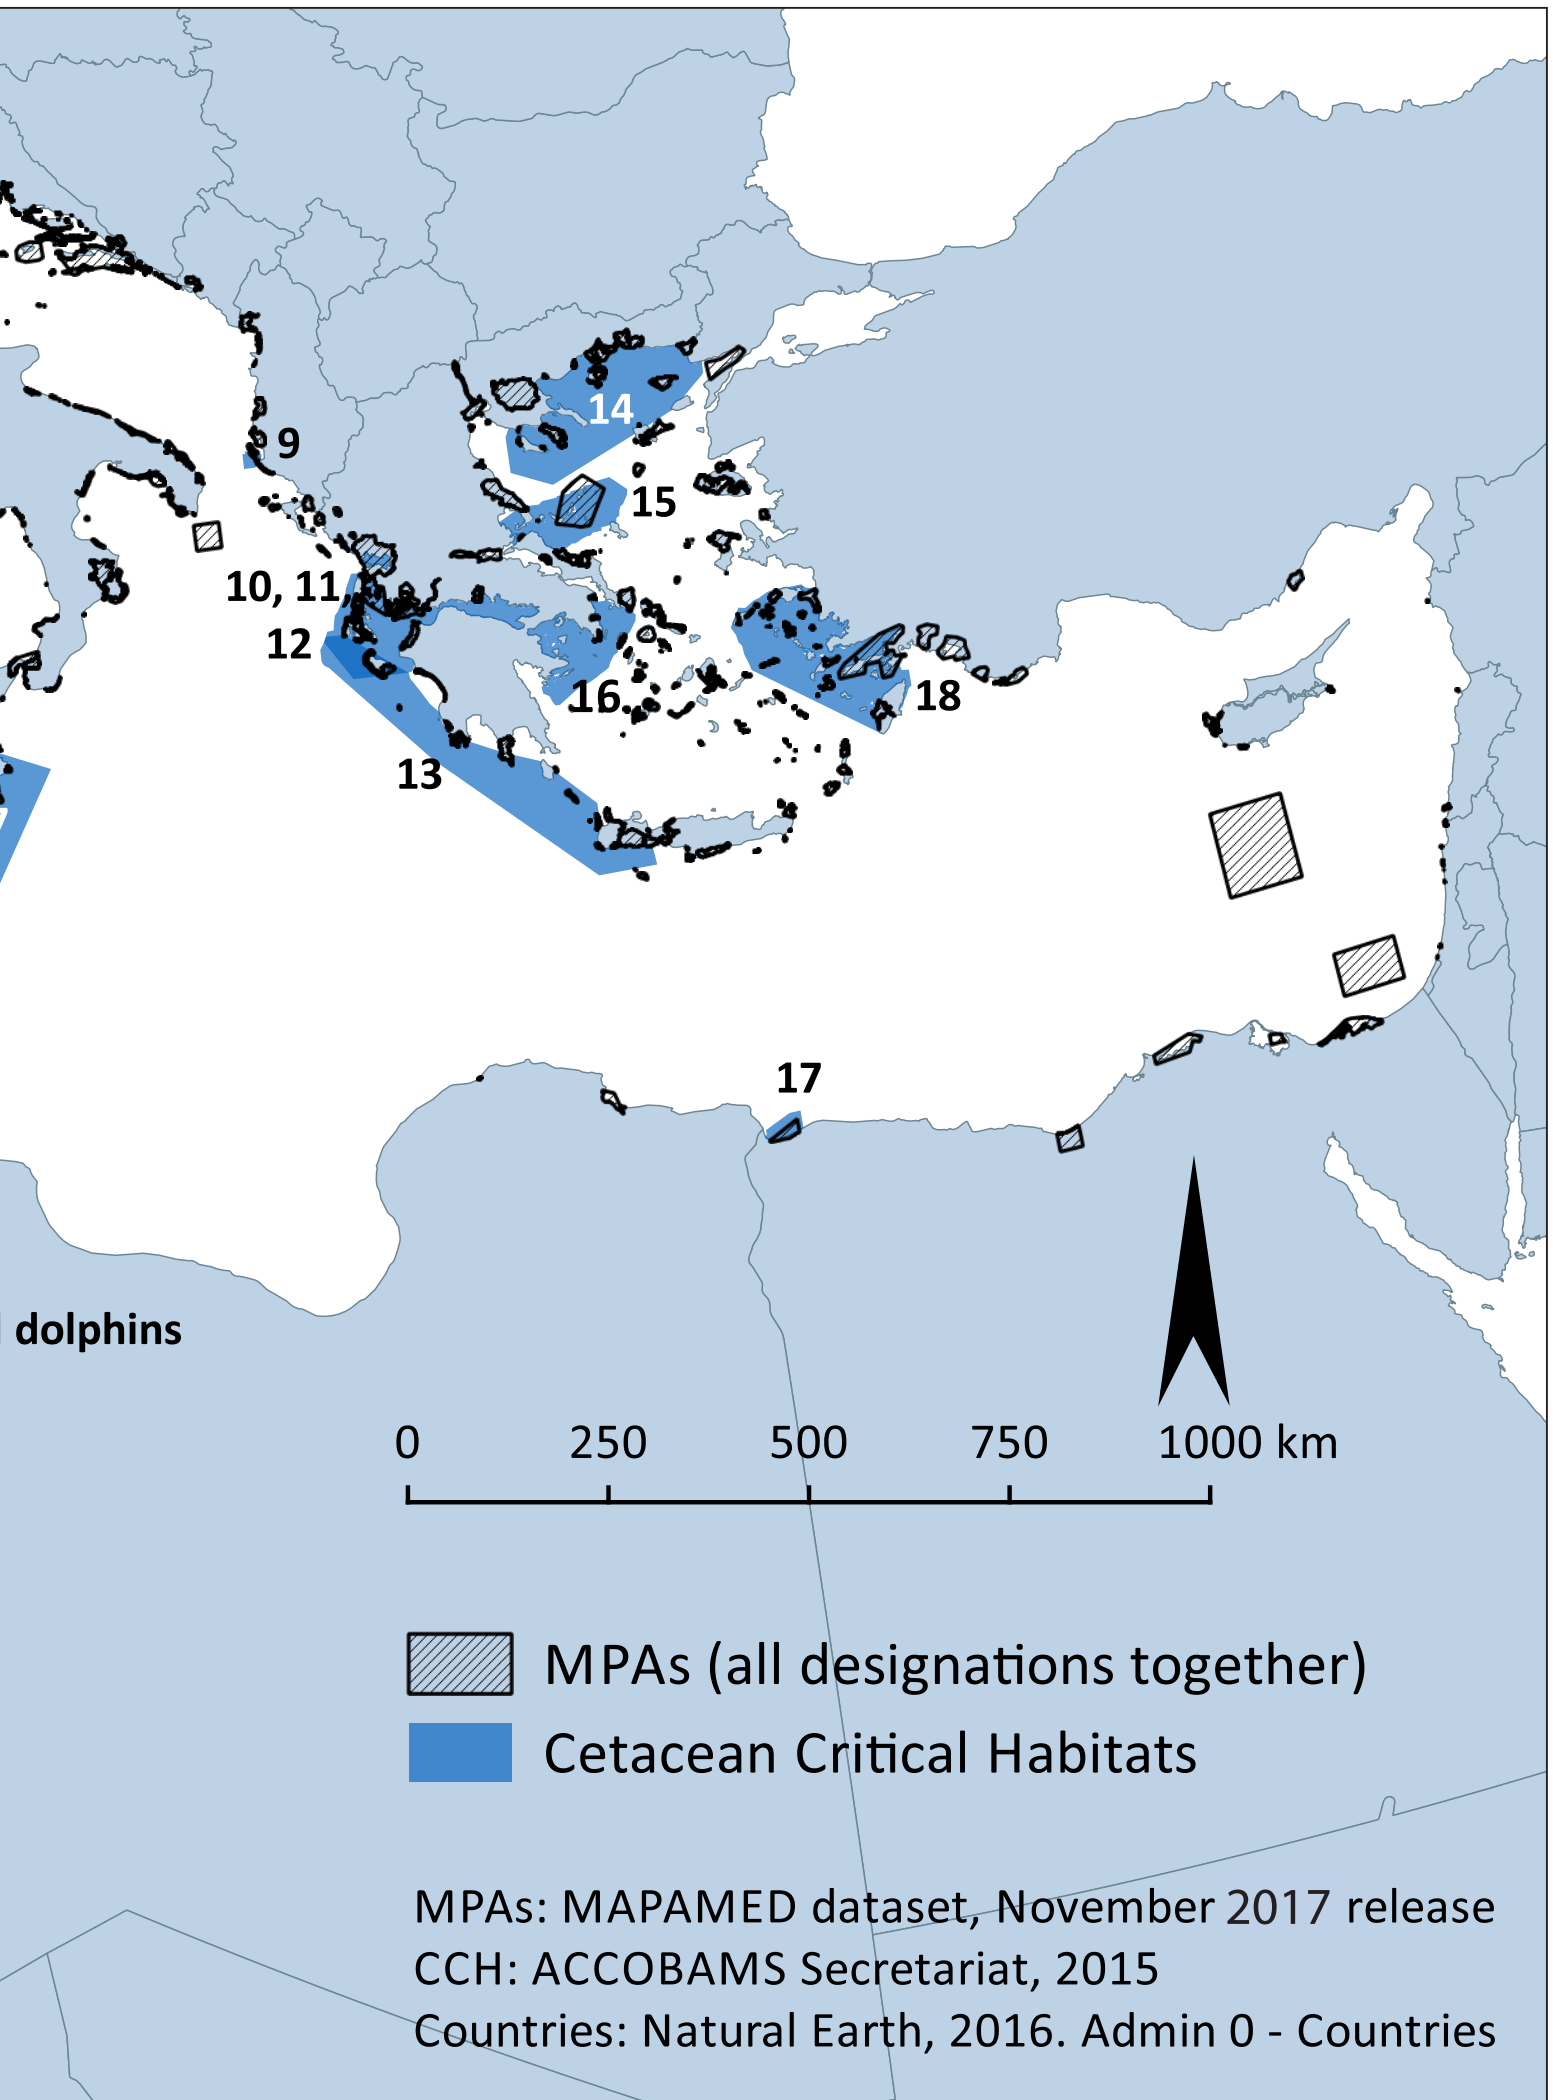 14
9
15
10, 11,
12
18
16
13
17
dolphins
0 250 500 750 1000 km
MPAs (all designations together)
Cetacean Critical Habitats
MPAs: MAPAMED dataset, November 2017 release
CCH: ACCOBAMS Secretariat, 2015
Countries: Natural Earth, 2016. Admin 0 - Countries